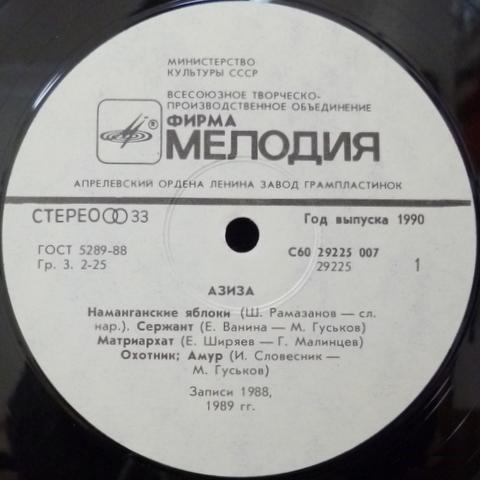 МИНИСТЕРСТВО
КУЛЬТУРЫ СССР
ВСЕСОЮЗНОЕ ТВОРЧЕСКО-
ПРОИЗВОДСТВЕННОЕ ОБЪЕДИНЕНИЕ
® ФИРМА
МЕЛОДИЯ
АПРЕЛЕВСКИЙ ОРДЕНА ЛЕНИНА ЗАВОД ГРАМПЛАСТИНОК
СТЕРЕО 33
Год выпуска 1990
ГОСТ 5289-88
Гр. 3. 2-25
С60 29225 007
29225
1
АЗИЗА
Наманганские яблоки (Ш. Рамазанов — сл.
нар.). Сержант (Е. Ванина — М. Гуськов)
Матриархат (Е. Ширяев — Г. Малинцев)
Охотник; Амур (И. Словесник —
М. Гуськов)
Записи 1988,
1989 гг.